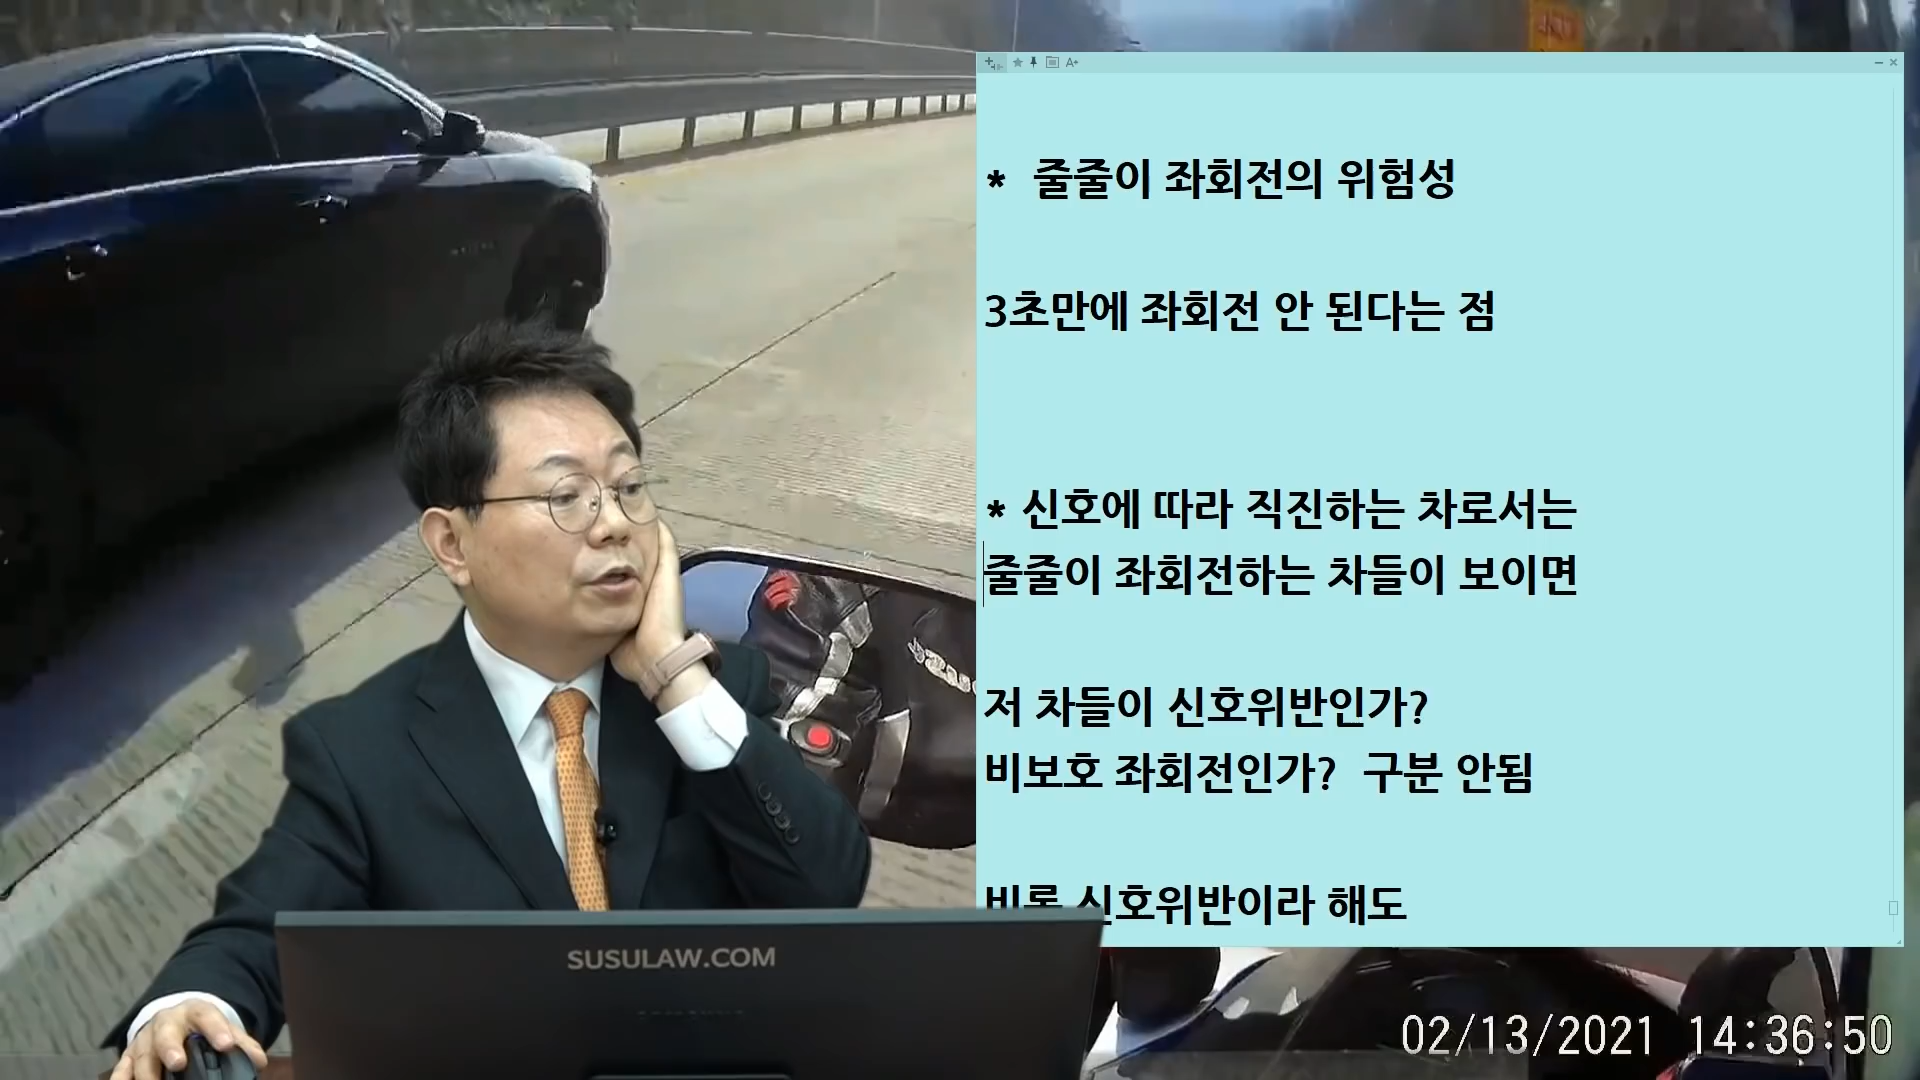 * 줄줄이 좌회전의 위험성
3초만에 좌회전 안 된다는 점
* 신호에 따라 직진하는 차로서는
줄줄이 좌회전하는 차들이 보이면
저 차들이 신호위반인가?
비보호 좌회전인가? 구분 안됨
비록 신호위반이라 해도
SUSULAW.COM
02/13/2021 14:36:50